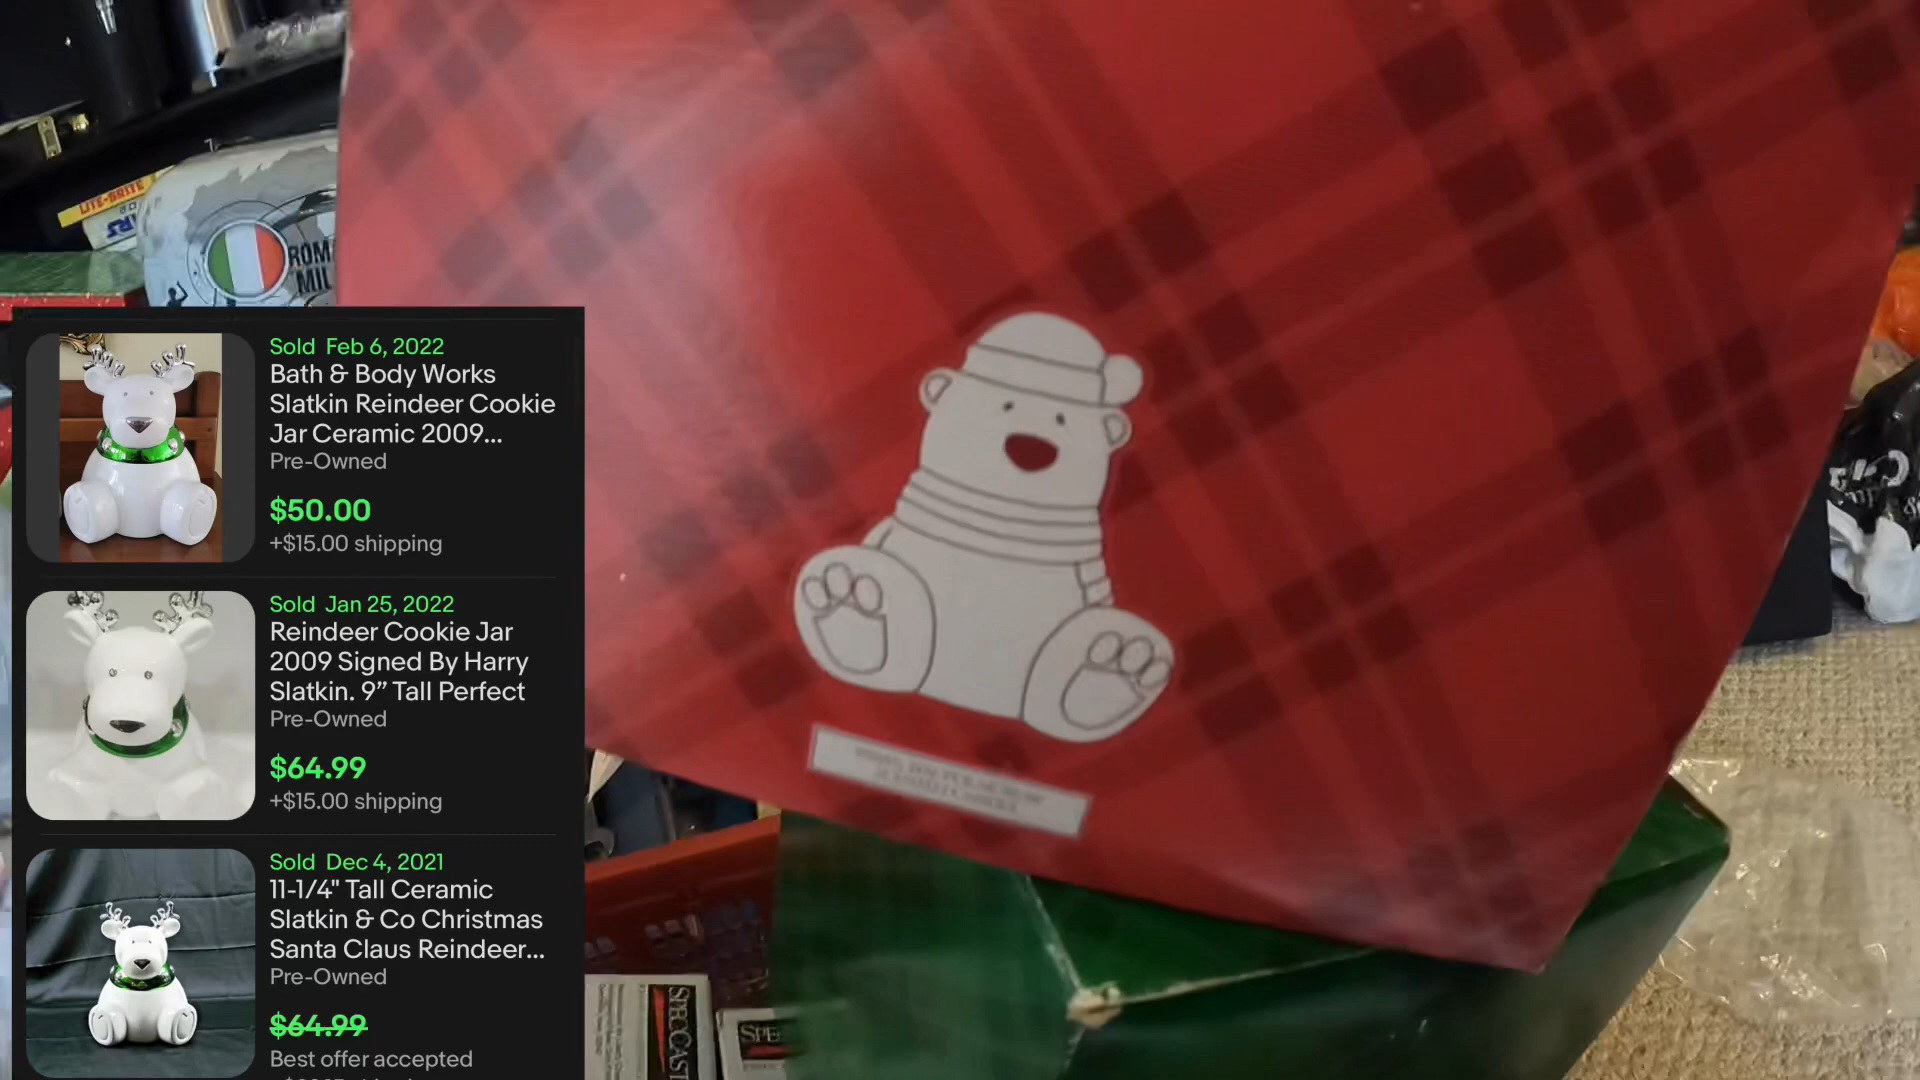 LITE-BRITE
ROMA
MIL
Sold Feb 6, 2022
Bath & Body Works
Slatkin Reindeer Cookie
Jar Ceramic 2009...
Pre-Owned
$50.00
+$15.00 shipping
Sold Jan 25, 2022
Reindeer Cookie Jar
2009 Signed By Harry
Slatkin. 9” Tall Perfect
Pre-Owned
$64.99
+$15.00 shipping
Sold Dec 4, 2021
11-1/4" Tall Ceramic
Slatkin & Co Christmas
Santa Claus Reindeer...
Pre-Owned
$64.99
Best offer accepted
SPECCAST
SPE